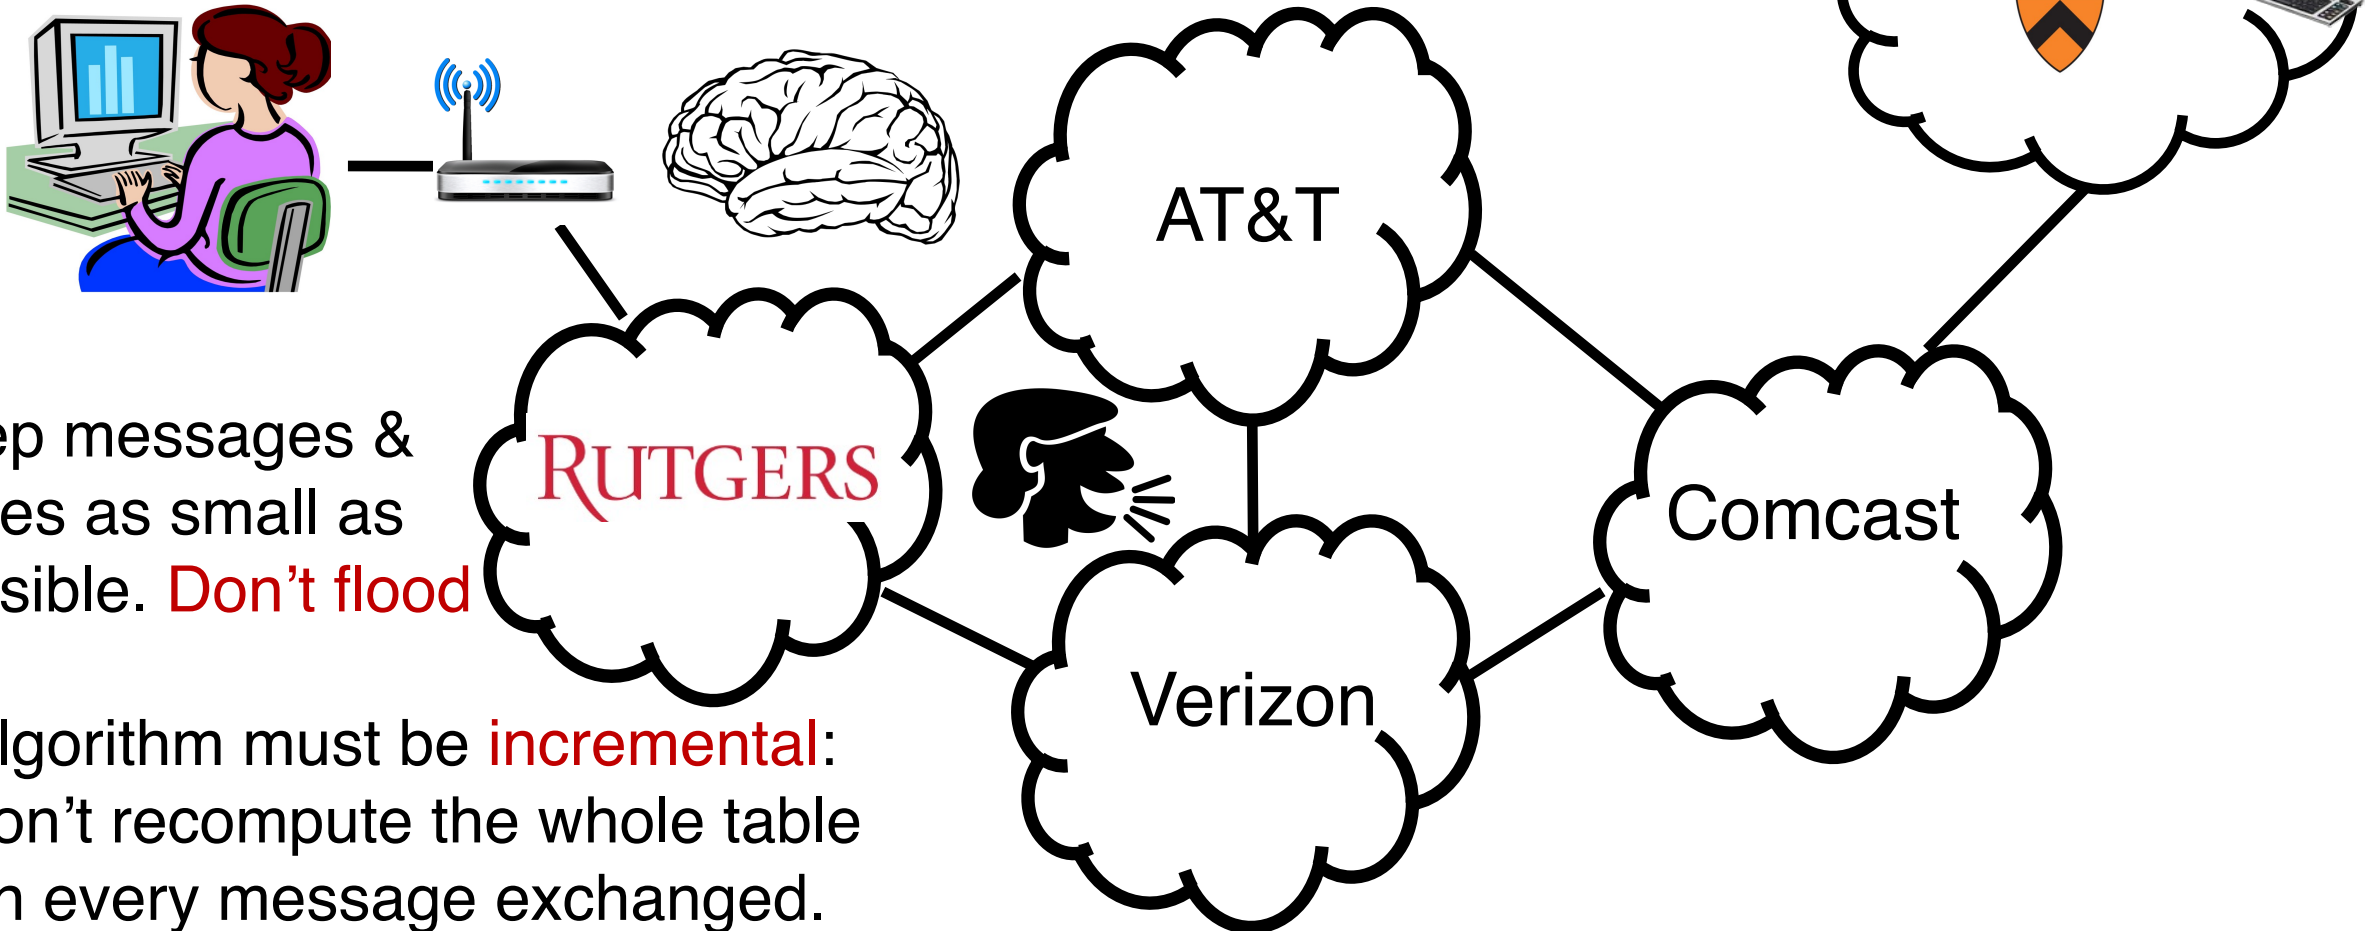 AT&T
RUTGERS
Comcast
Verizon
ep messages &
es as small as
sible. Don't flood
lgorithm must be incremental:
on't recompute the whole table
n every message exchanged.